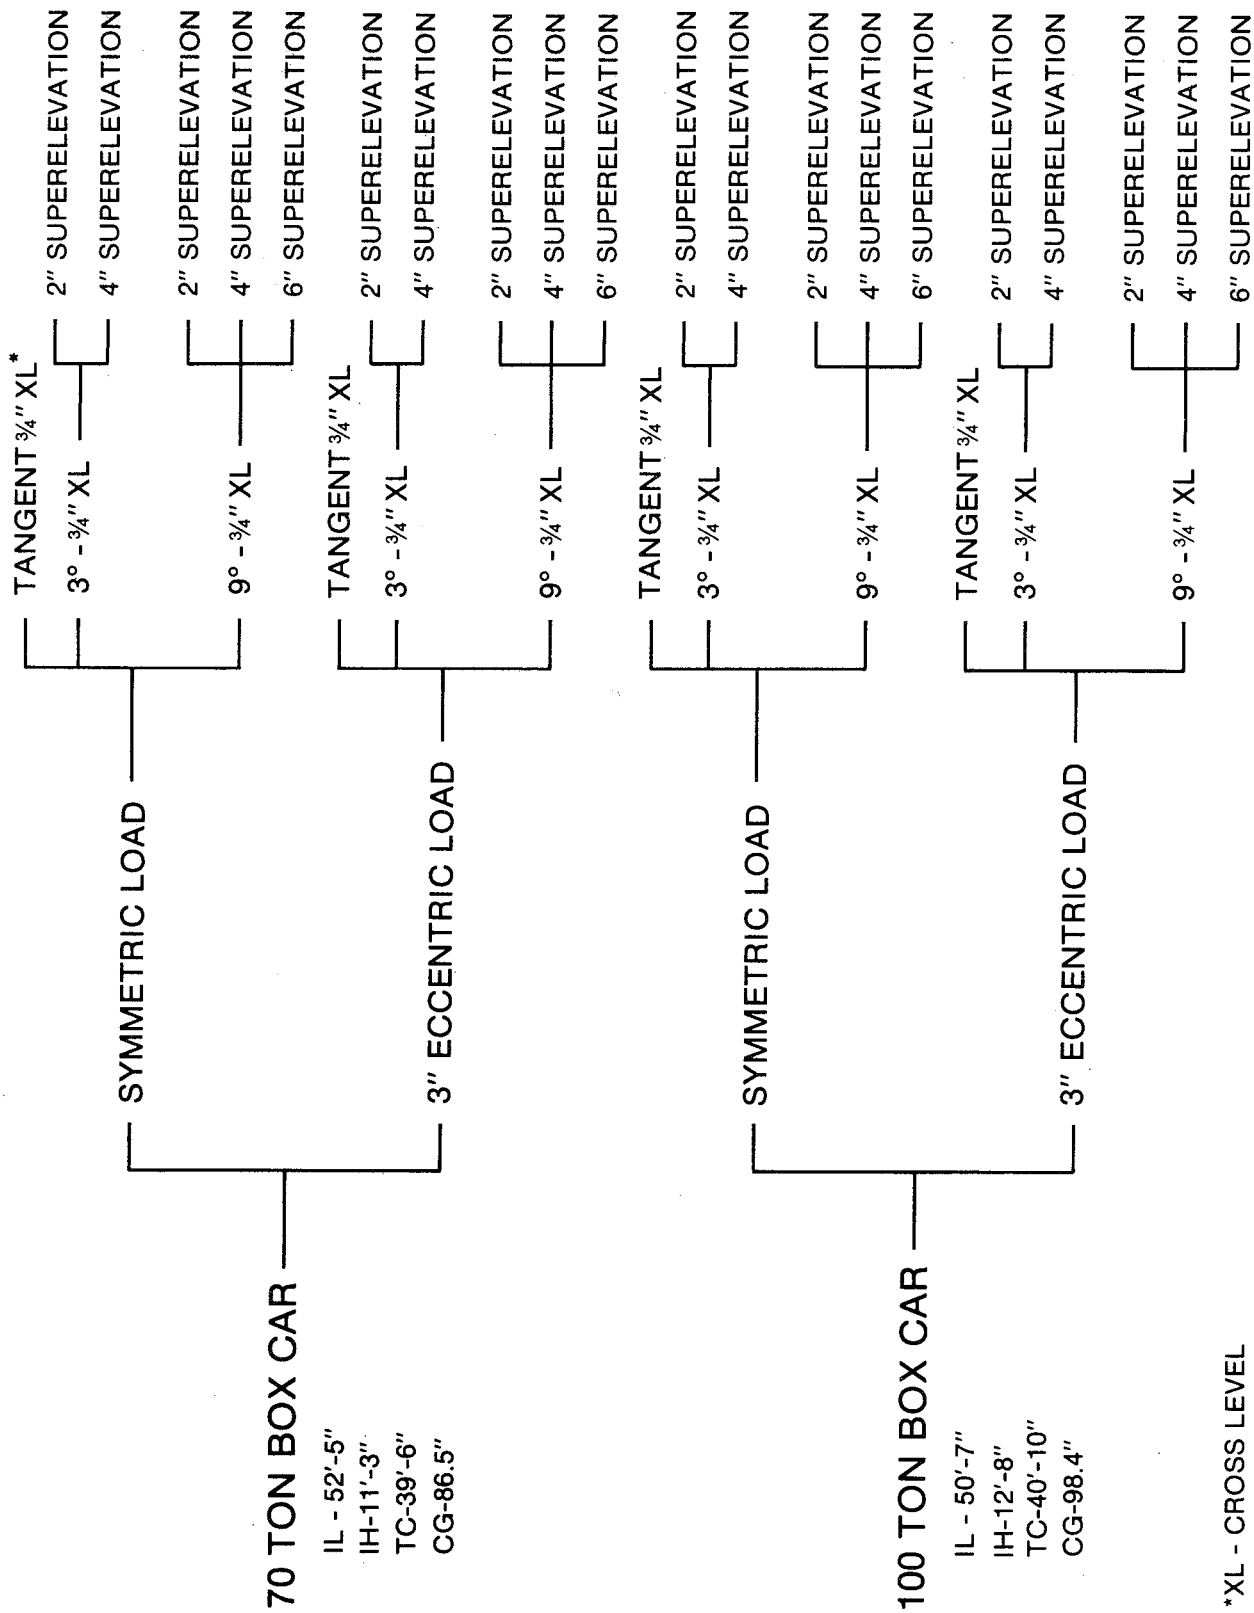 70 TON BOX CAR
IL - 52'-5"
IH-11'-3"
TC-39'-6"
CG-86.5"
SYMMETRIC LOAD
TANGENT ¾" XL*
3° - ¾" XL
2" SUPERELEVATION
4" SUPERELEVATION
9° - ¾" XL
2" SUPERELEVATION
4" SUPERELEVATION
6" SUPERELEVATION
3" ECCENTRIC LOAD
TANGENT ¾" XL
3° - ¾" XL
2" SUPERELEVATION
4" SUPERELEVATION
9° - ¾" XL
2" SUPERELEVATION
4" SUPERELEVATION
6" SUPERELEVATION
100 TON BOX CAR
IL - 50'-7"
IH-12'-8"
TC-40'-10"
CG-98.4"
SYMMETRIC LOAD
TANGENT ¾" XL
3° - ¾" XL
2" SUPERELEVATION
4" SUPERELEVATION
9° - ¾" XL
2" SUPERELEVATION
4" SUPERELEVATION
6" SUPERELEVATION
3" ECCENTRIC LOAD
TANGENT ¾" XL
3° - ¾" XL
2" SUPERELEVATION
4" SUPERELEVATION
9° - ¾" XL
2" SUPERELEVATION
4" SUPERELEVATION
6" SUPERELEVATION
*XL - CROSS LEVEL